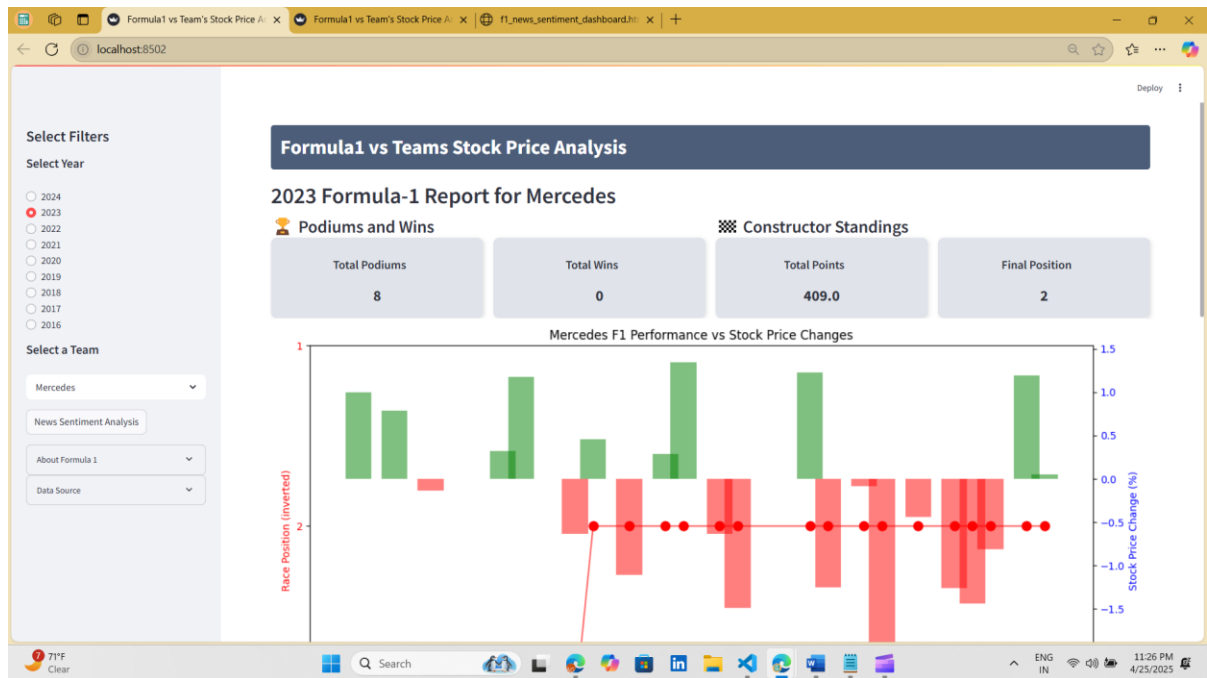 Formula1 vs Team's Stock Price A
Formula1 vs Team's Stock Price A
f1_news_sentiment_dashboard.ht
localhost:8502
Deploy
Select Filters
Select Year
2024
2023
2022
2021
2020
2019
2018
2017
2016
Select a Team
Mercedes
News Sentiment Analysis
About Formula 1
Data Source
Formula1 vs Teams Stock Price Analysis
2023 Formula-1 Report for Mercedes
Podiums and Wins
Constructor Standings
Total Podiums
8
Total Wins
0
Total Points
409.0
Final Position
2
Mercedes F1 Performance vs Stock Price Changes
Race Position (inverted)
1
2
1.5
1.0
0.5
0.0
−0.5
−1.0
−1.5
Stock Price Change (%)
7
71°F
Clear
Search
ENG
IN
11:26 PM
4/25/2025